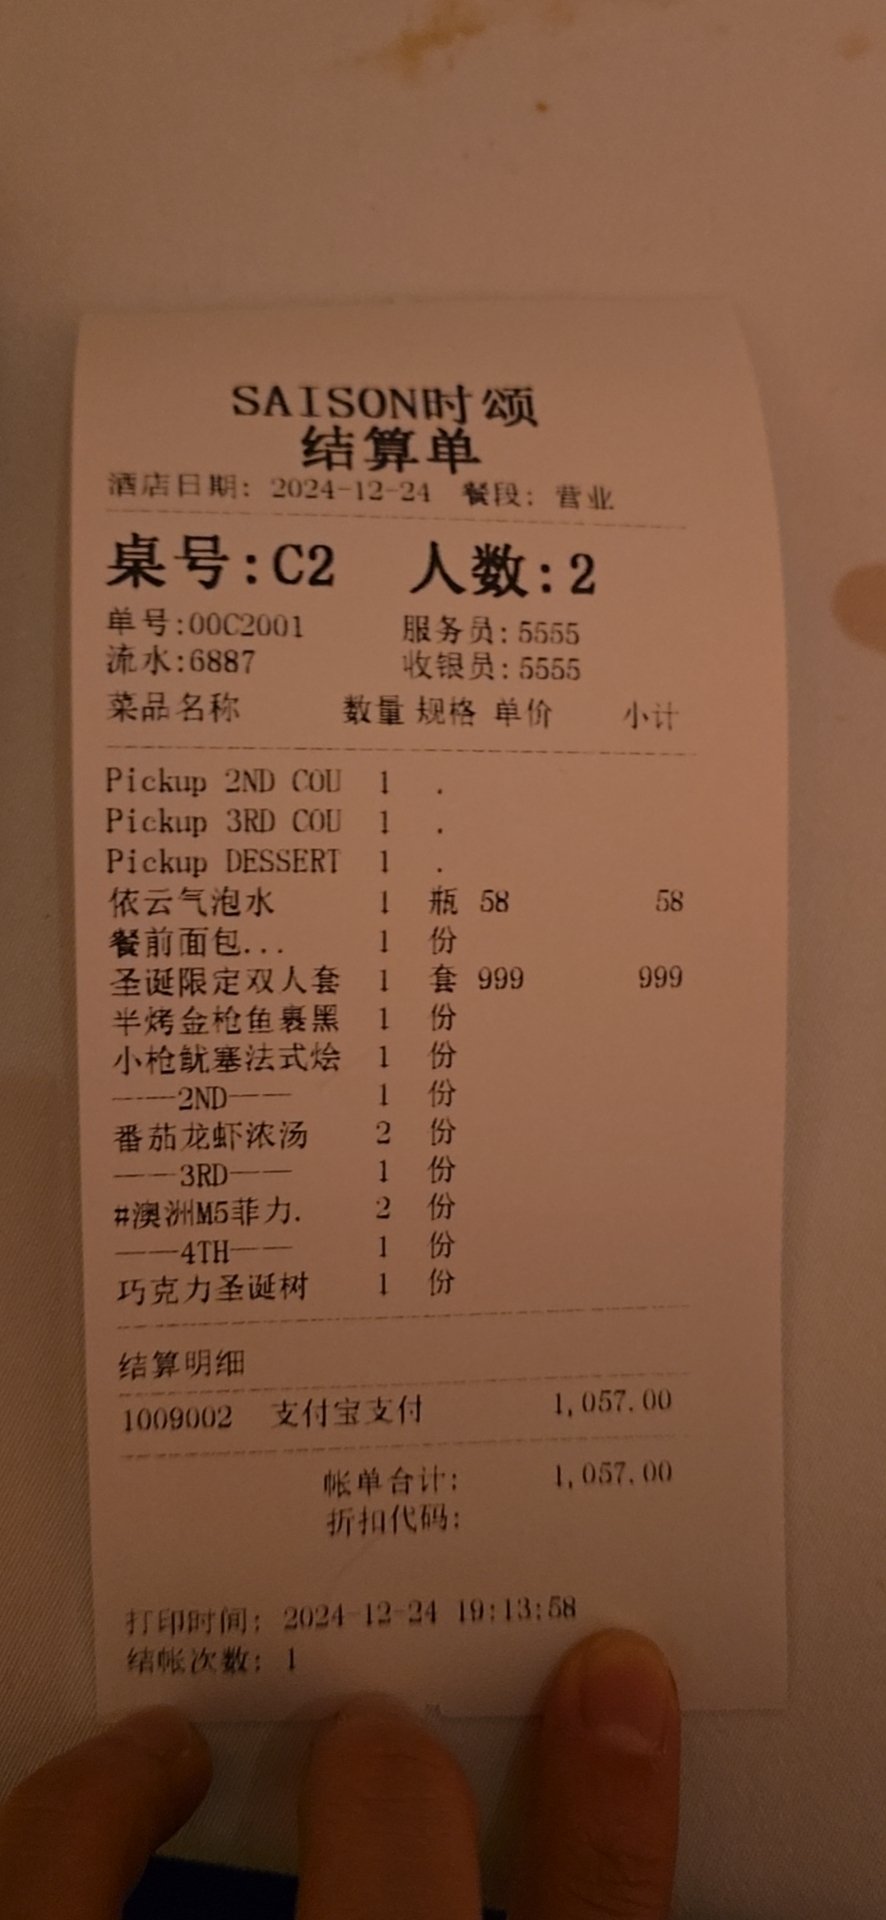 SAISON时颂
结算单
酒店日期: 2024-12-24 餐段: 营业
桌号:C2 人数:2
单号:00C2001 服务员:5555
流水:6887 收银员:5555
菜品名称 数量 规格 单价 小计
Pickup 2ND COU 1 .
Pickup 3RD COU 1 .
Pickup DESSERT 1 .
依云气泡水 1 瓶 58 58
餐前面包... 1 份
圣诞限定双人套 1 套 999 999
半烤金枪鱼裹黑 1 份
小枪鱿塞法式烩 1 份
——2ND—— 1 份
番茄龙虾浓汤 2 份
——3RD—— 1 份
#澳洲M5菲力. 2 份
——4TH—— 1 份
巧克力圣诞树 1 份
结算明细
1009002 支付宝支付 1,057.00
帐单合计: 1,057.00
折扣代码:
打印时间: 2024-12-24 19:13:58
结帐次数: 1